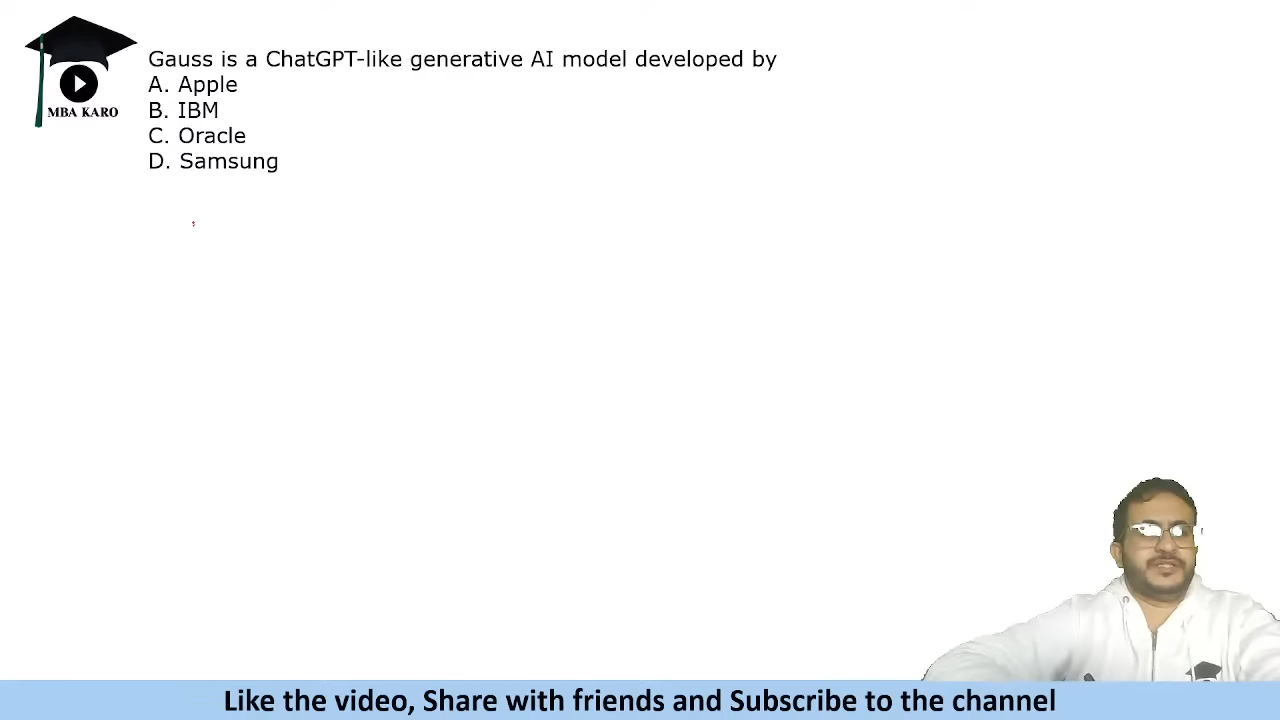 MBA KARO
Gauss is a ChatGPT-like generative AI model developed by
A. Apple
B. IBM
C. Oracle
D. Samsung
Like the video, Share with friends and Subscribe to the channel